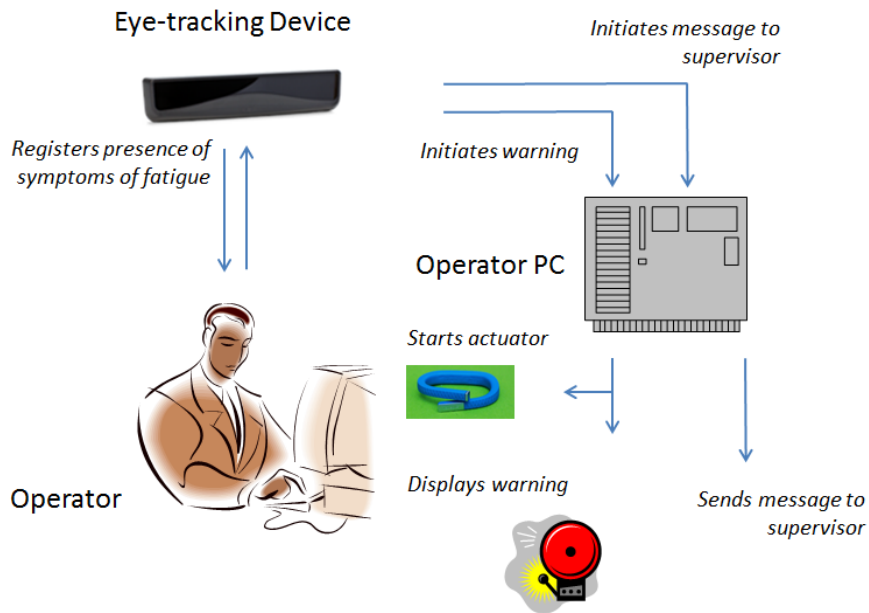 Eye-tracking Device
Initiates message to
supervisor
Registers presence of
symptoms of fatigue
Initiates warning
Operator PC
Starts actuator
Operator
Displays warning
Sends message to
supervisor